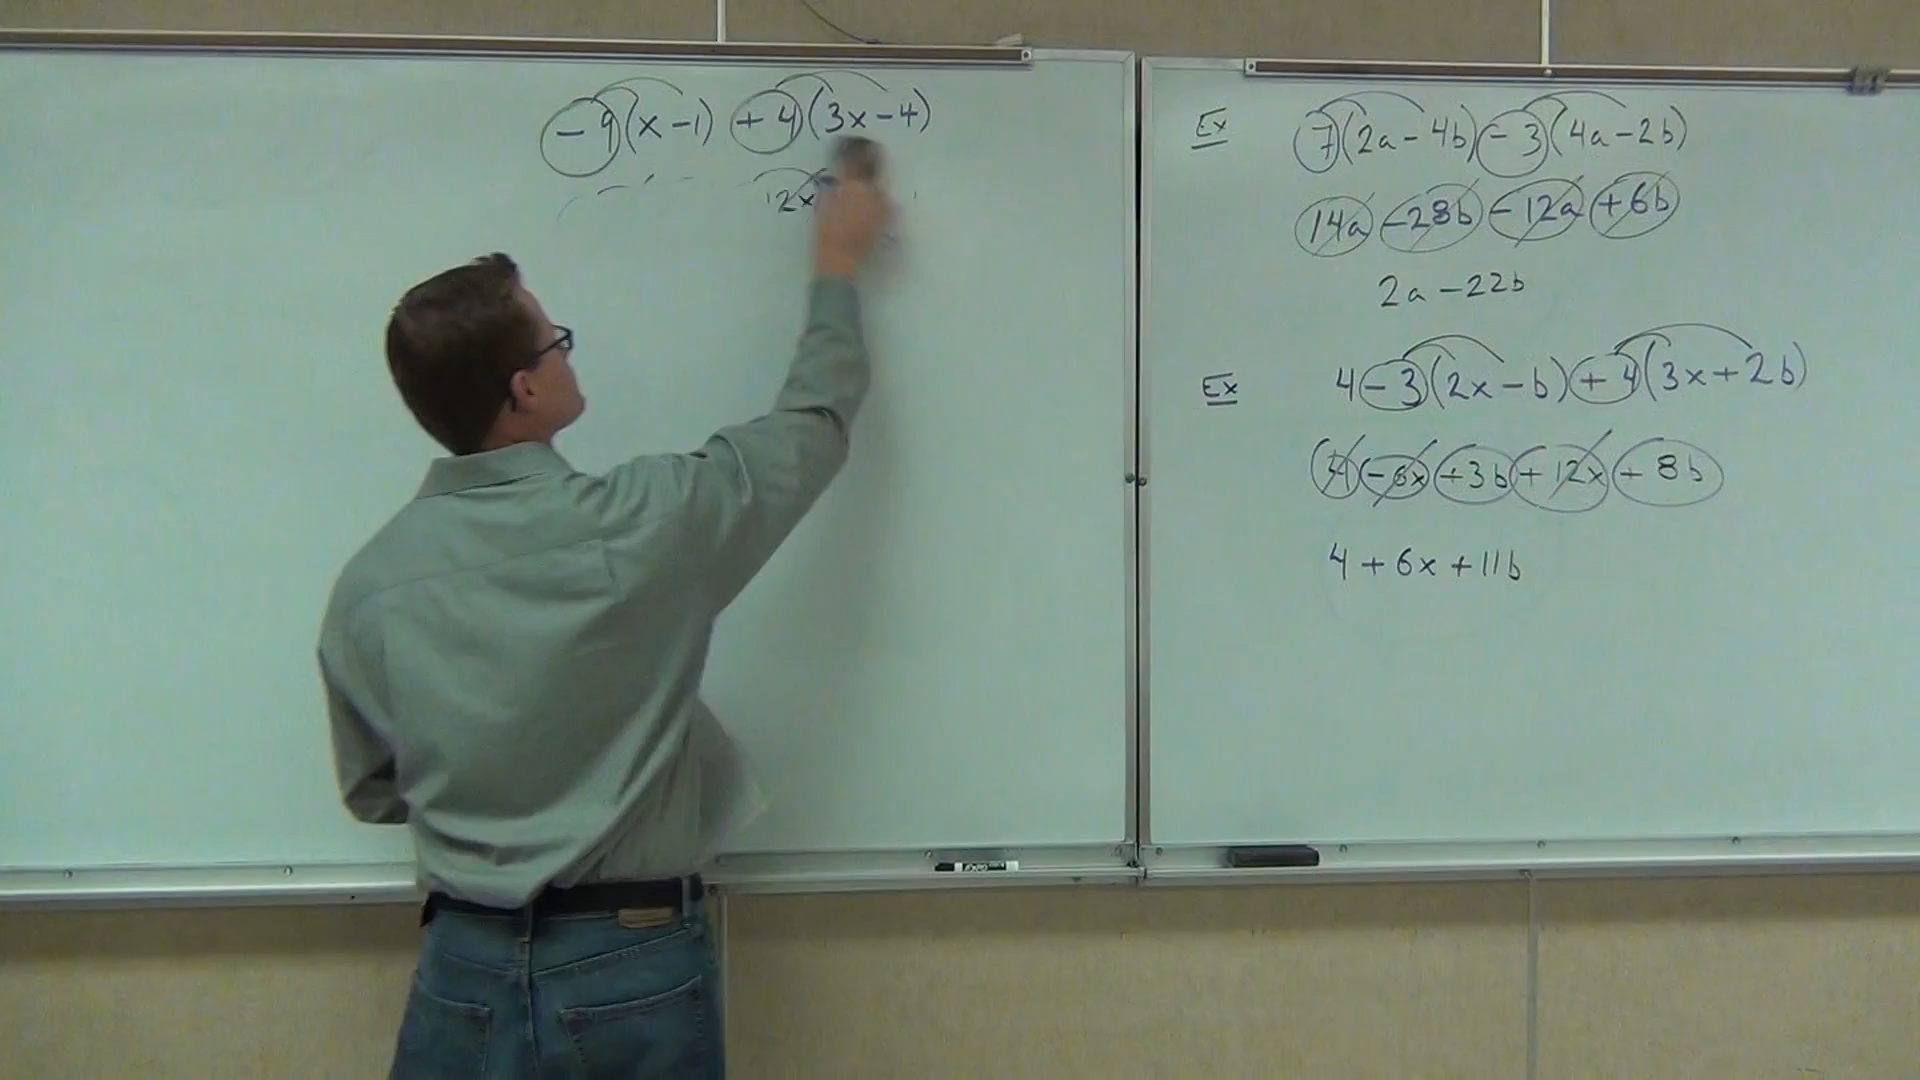 -9(x-1) +4(3x-4)
12x
Ex 7(2a-4b)-3(4a-2b)
14a -28b -12a +6b
2a -22b
Ex 4-3(2x-b)+4(3x+2b)
4 -6x +3b +12x + 8b
4 + 6x + 11b
EXPO